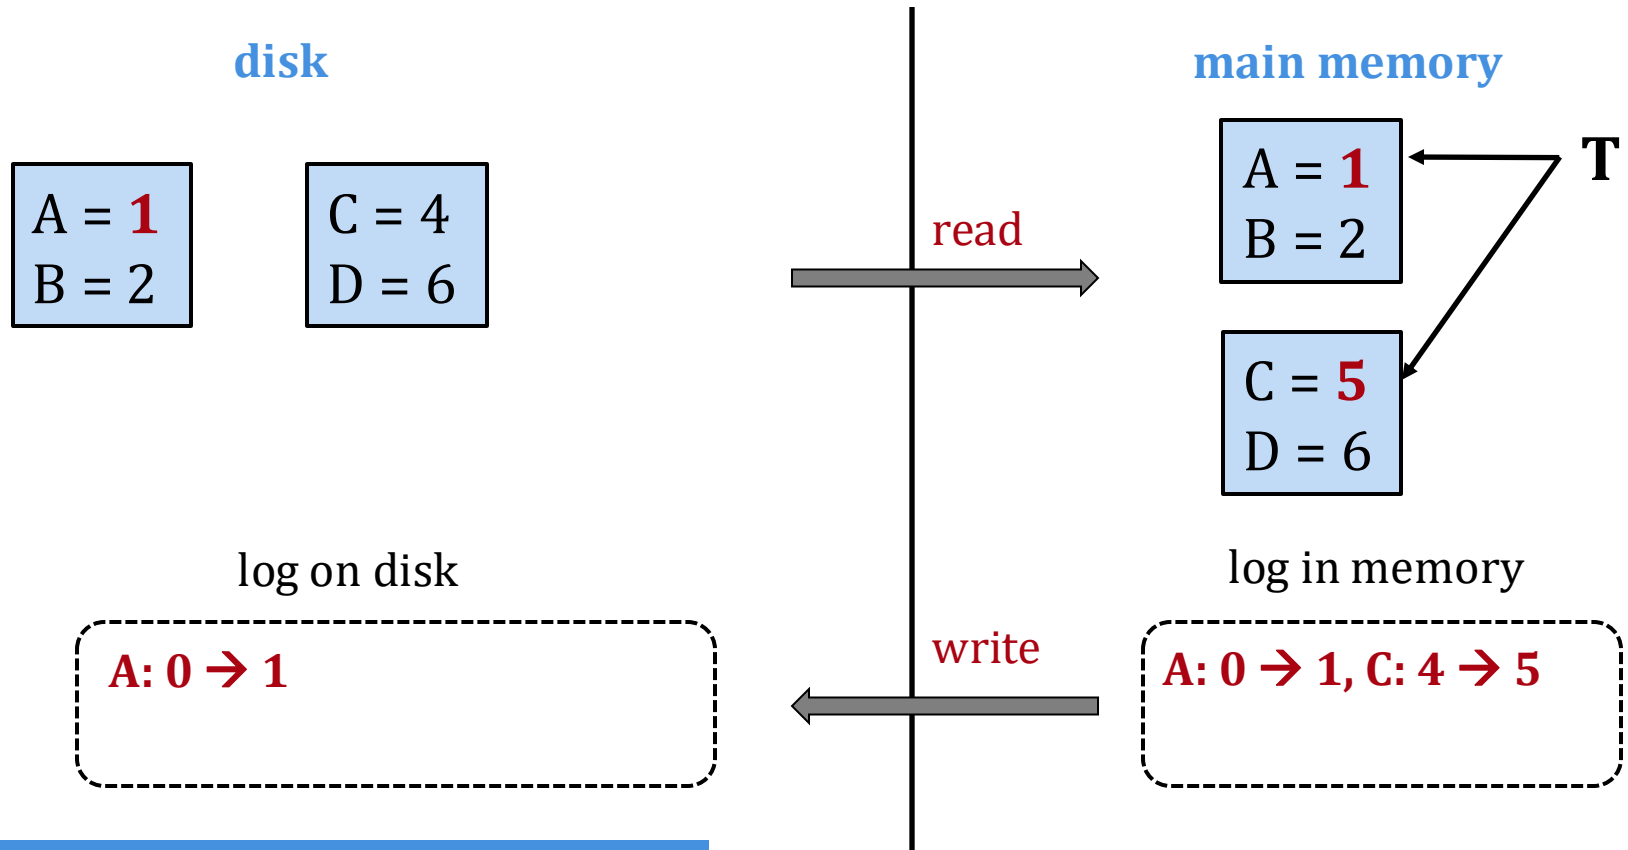 disk
A = 1
B = 2
C = 4
D = 6
log on disk
A: 0 → 1
read
write
main memory
A = 1
B = 2
T
C = 5
D = 6
log in memory
A: 0 → 1, C: 4 → 5